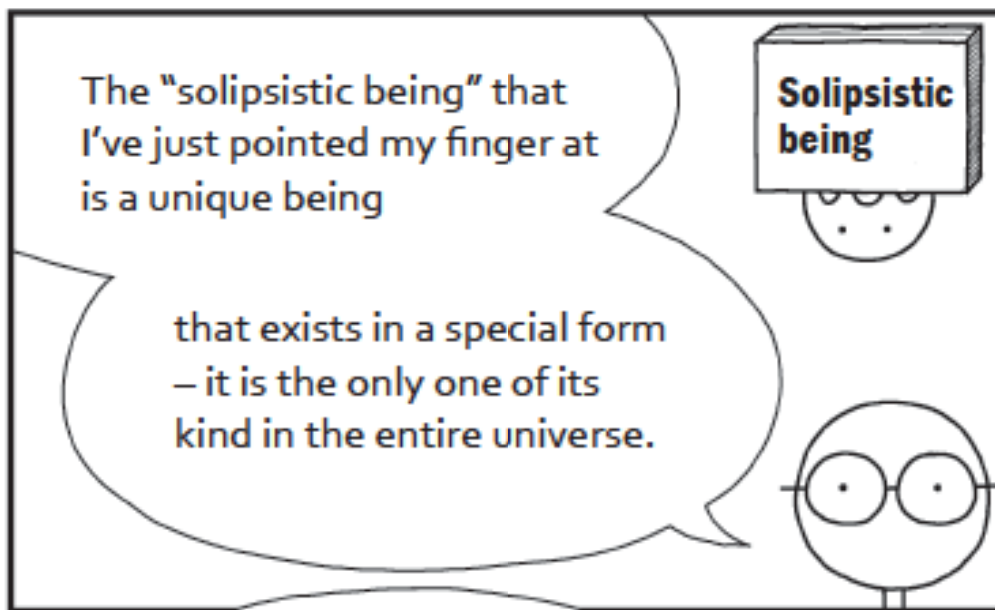 The “solipsistic being” that
I’ve just pointed my finger at
is a unique being
Solipsistic
being
that exists in a special form
– it is the only one of its
kind in the entire universe.